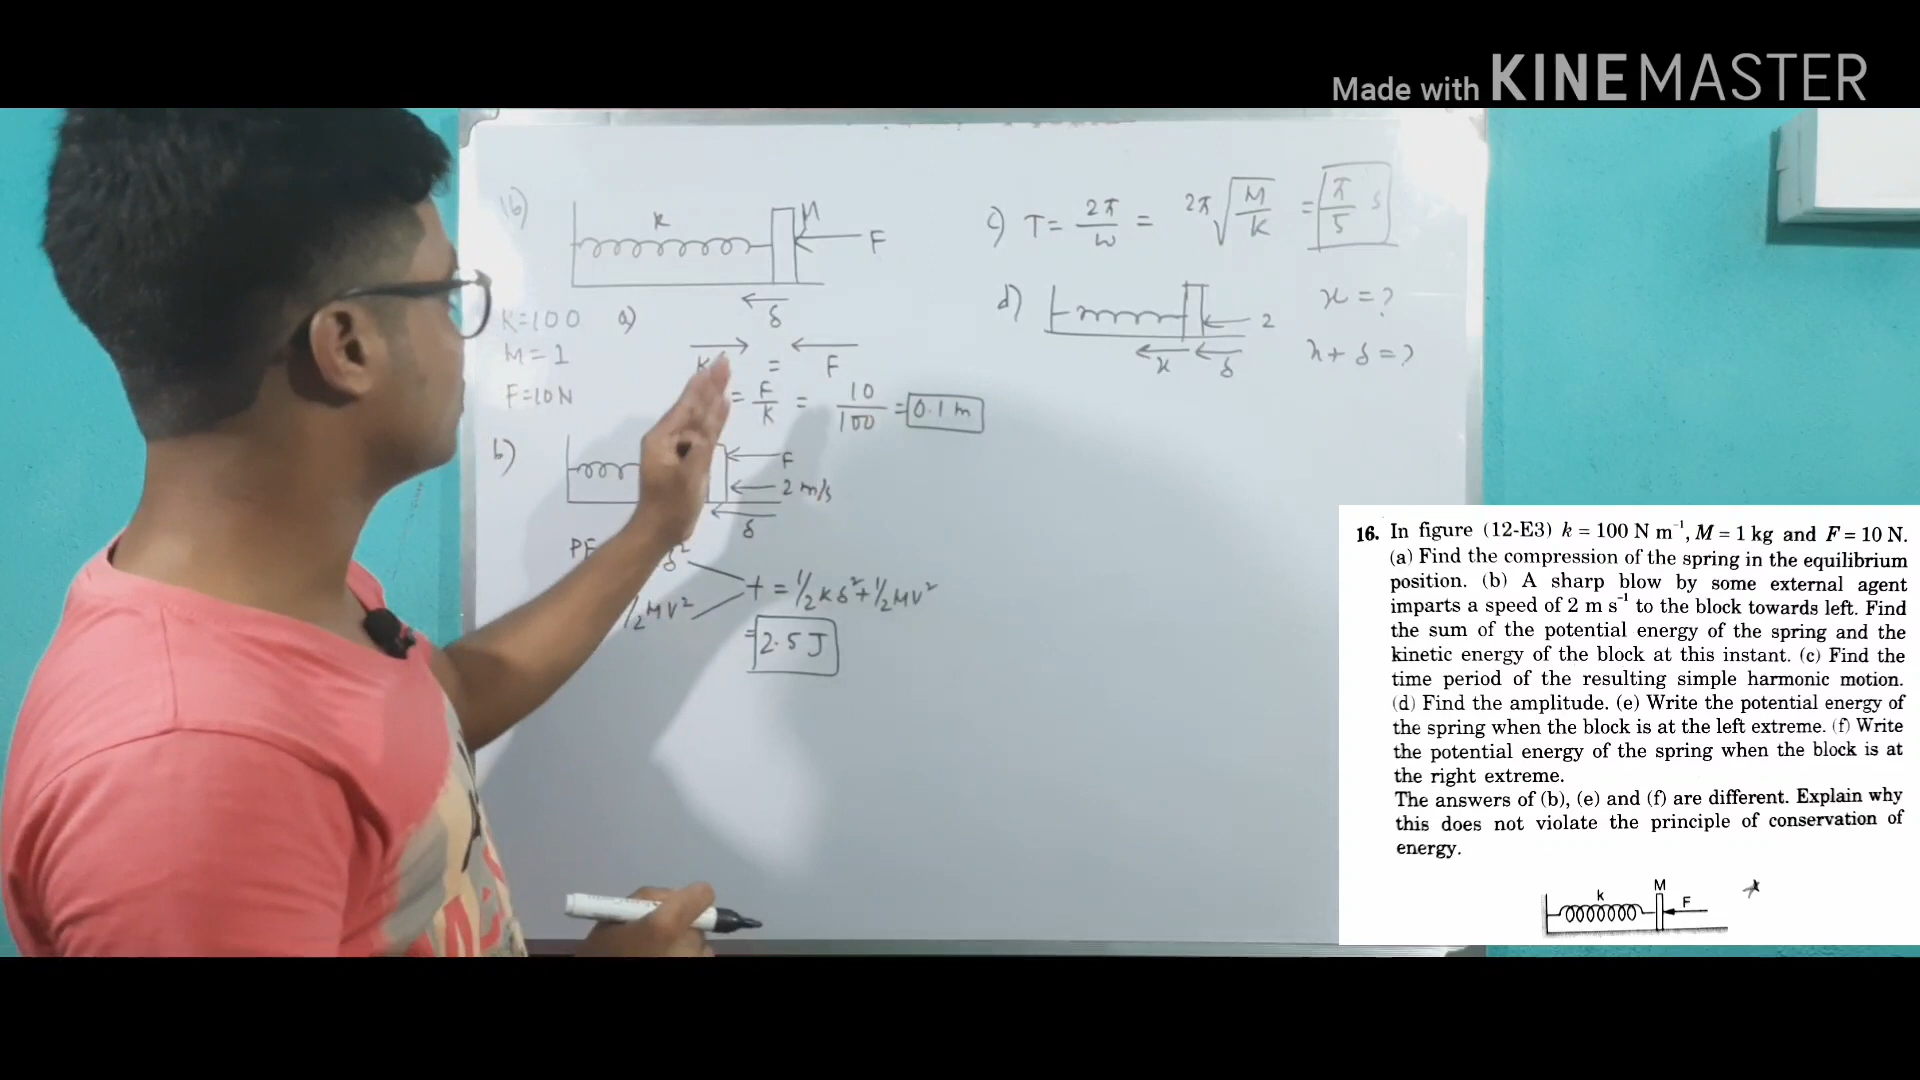 Made with KINEMASTER
16)
k
M
F
δ
K=100
M=1
F=10N
a)
=
F
= F/K = 10/100 = 0.1 m
b)
F
2 m/s
δ
PE
δ²
½MV²
+ = ½Kδ² + ½MV²
= 2.5 J
c) T = 2π/ω = 2π√(M/K) = π/5 s
d)
2
x
δ
x = ?
x + δ = ?
16. In figure (12-E3) k = 100 N m⁻¹, M = 1 kg and F = 10 N.
(a) Find the compression of the spring in the equilibrium
position. (b) A sharp blow by some external agent
imparts a speed of 2 m s⁻¹ to the block towards left. Find
the sum of the potential energy of the spring and the
kinetic energy of the block at this instant. (c) Find the
time period of the resulting simple harmonic motion.
(d) Find the amplitude. (e) Write the potential energy of
the spring when the block is at the left extreme. (f) Write
the potential energy of the spring when the block is at
the right extreme.
The answers of (b), (e) and (f) are different. Explain why
this does not violate the principle of conservation of
energy.
k
M
F